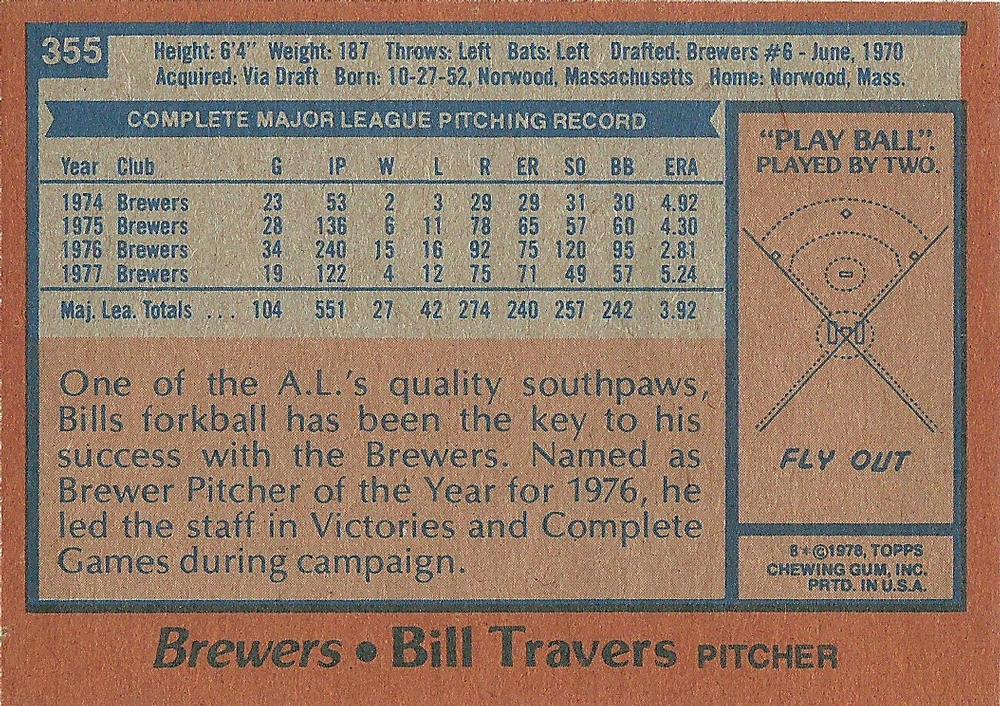 355
Height: 6'4" Weight: 187 Throws: Left Bats: Left Drafted: Brewers #6 - June, 1970
Acquired: Via Draft Born: 10-27-52, Norwood, Massachusetts Home: Norwood, Mass.
COMPLETE MAJOR LEAGUE PITCHING RECORD
Year Club G IP W L R ER SO BB ERA
1974 Brewers 23 53 2 3 29 29 31 30 4.92
1975 Brewers 28 136 6 11 78 65 57 60 4.30
1976 Brewers 34 240 15 16 92 75 120 95 2.81
1977 Brewers 19 122 4 12 75 71 49 57 5.24
Maj. Lea. Totals ... 104 551 27 42 274 240 257 242 3.92
One of the A.L.'s quality southpaws,
Bills forkball has been the key to his
success with the Brewers. Named as
Brewer Pitcher of the Year for 1976, he
led the staff in Victories and Complete
Games during campaign.
"PLAY BALL".
PLAYED BY TWO.
FLY OUT
8*©1978, TOPPS
CHEWING GUM, INC.
PRTD. IN U.S.A.
Brewers • Bill Travers PITCHER